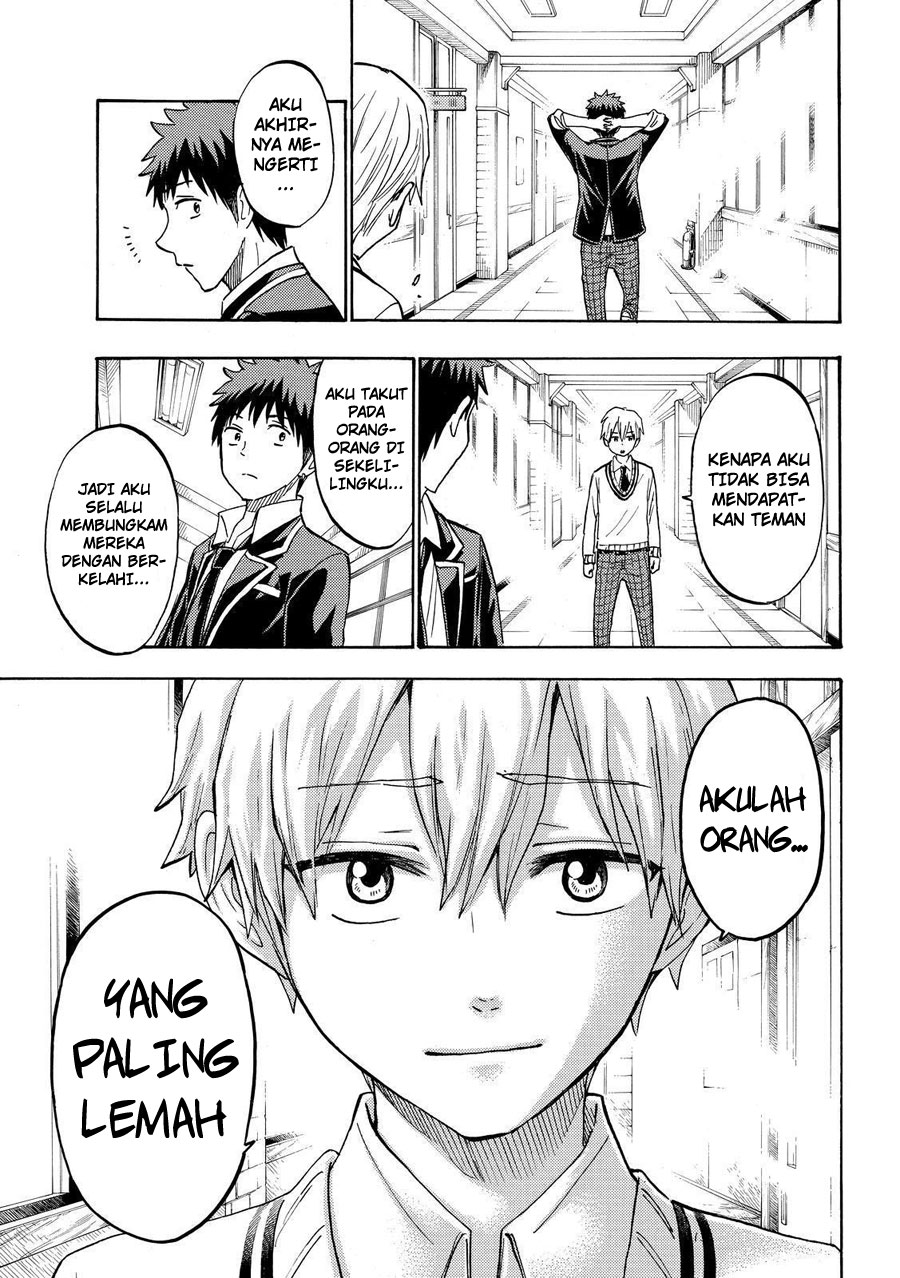 AKU
AKHIR-
NYA ME-
NGERTI
...
KENAPA AKU
TIDAK BISA
MENDAPAT-
KAN TEMAN
AKU TAKUT
PADA
ORANG-
ORANG DI
SEKELI-
LINGKU...
JADI AKU
SELALU
MEMBUNGKAM
MEREKA
DENGAN BER-
KELAHI...
AKULAH
ORANG...
YANG
PALING
LEMAH